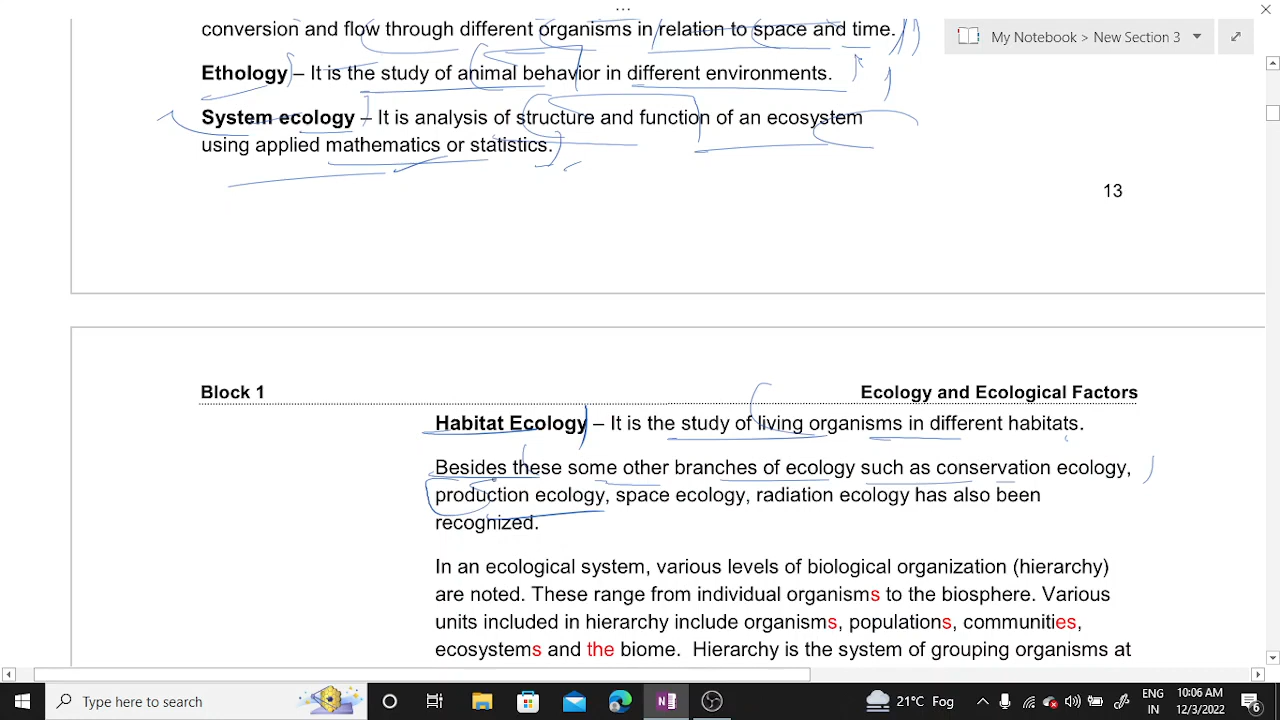 ...
conversion and flow through different organisms in relation to space and time.
My Notebook > New Section 3
Ethology – It is the study of animal behavior in different environments.
System ecology – It is analysis of structure and function of an ecosystem
using applied mathematics or statistics.
13
Block 1 Ecology and Ecological Factors
Habitat Ecology – It is the study of living organisms in different habitats.
Besides these some other branches of ecology such as conservation ecology,
production ecology, space ecology, radiation ecology has also been
recognized.
In an ecological system, various levels of biological organization (hierarchy)
are noted. These range from individual organisms to the biosphere. Various
units included in hierarchy include organisms, populations, communities,
ecosystems and the biome. Hierarchy is the system of grouping organisms at
Type here to search
21°C Fog
ENG
IN
10:06 AM
12/3/2022
6